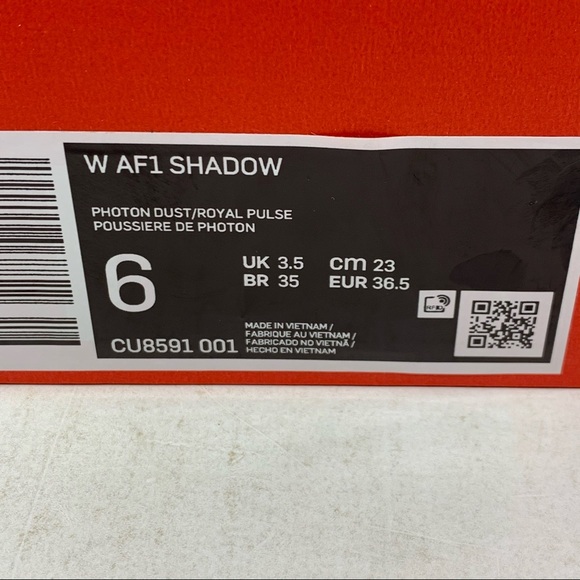 W AF1 SHADOW
PHOTON DUST/ROYAL PULSE
POUSSIERE DE PHOTON
6
UK 3.5 cm 23
BR 35 EUR 36.5
CU8591 001
MADE IN VIETNAM /
FABRIQUE AU VIETNAM /
FABRICADO NO VIETNÃ /
HECHO EN VIETNAM